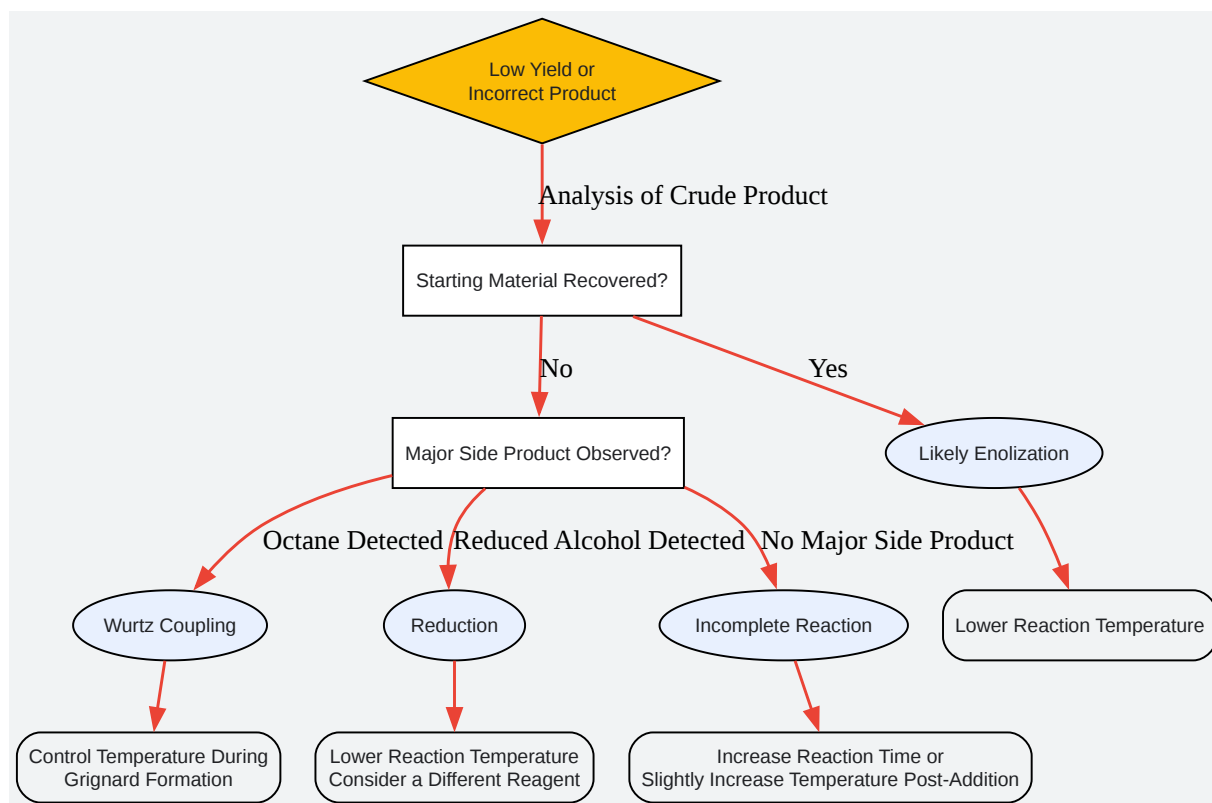 Low Yield or
Incorrect Product
Analysis of Crude Product
Starting Material Recovered?
No
Yes
Major Side Product Observed?
Likely Enolization
Octane Detected
Reduced Alcohol Detected
No Major Side Product
Wurtz Coupling
Reduction
Incomplete Reaction
Lower Reaction Temperature
Control Temperature During
Grignard Formation
Lower Reaction Temperature
Consider a Different Reagent
Increase Reaction Time or
Slightly Increase Temperature Post-Addition